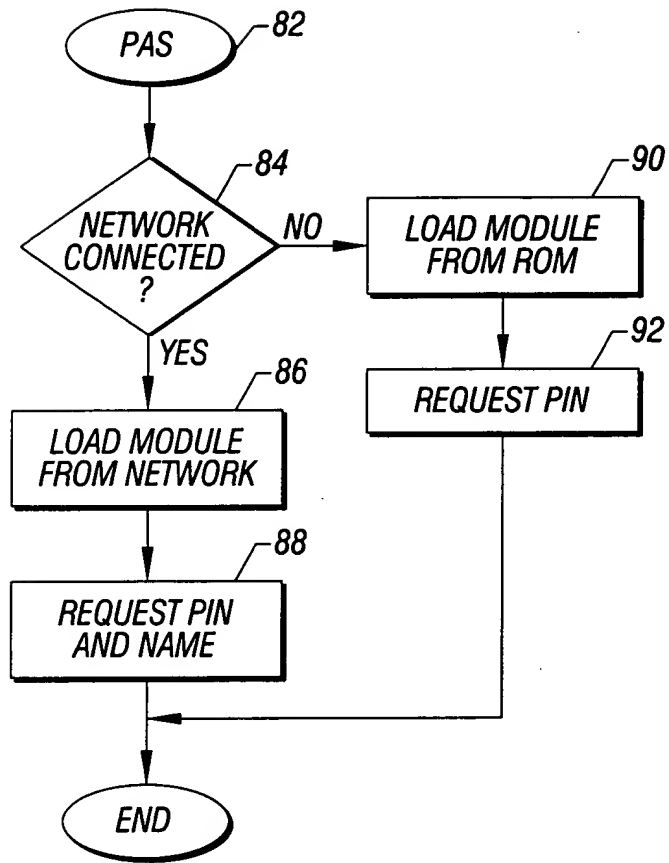 PAS
82
84
NETWORK
CONNECTED
?
NO
YES
90
LOAD MODULE
FROM ROM
92
REQUEST PIN
86
LOAD MODULE
FROM NETWORK
88
REQUEST PIN
AND NAME
END